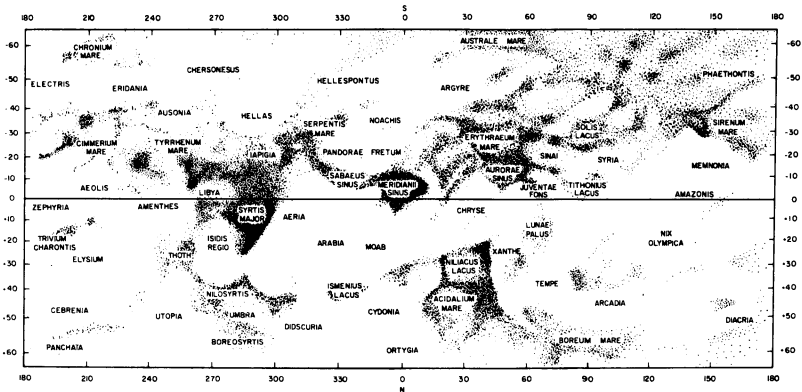 S
180 210 240 270 300 330 0 30 60 90 120 150 180
-60 CHRONIUM MARE AUSTRALE MARE -60
CHERSONESUS PHAETHONTIS
-50 ELECTRIS ERIDANIA HELLESPONTUS ARGYRE -50
-40 AUSONIA HELLAS NOACHIS -40
-30 SERPENTIS MARE SOLIS LACUS SIRENUM MARE -30
CIMMERIUM MARE TYRRHENUM MARE ERYTHRAEUM MARE
-20 IAPIGIA PANDORAE FRETUM SINAI SYRIA -20
MEMNONIA
-10 AEOLIS LIBYA SABAEUS SINUS MERIDIANII SINUS AURORAE SINUS JUVENTAE FONS TITHONIUS LACUS -10
0 AMAZONIS 0
ZEPHYRIA AMENTHES SYRTIS MAJOR AERIA CHRYSE
+10 LUNAE PALUS +10
TRIVIUM CHARONTIS ISIDIS REGIO ARABIA MOAB NIX OLYMPICA
+20 ELYSIUM THOTH XANTHE +20
NILIACUS LACUS
+30 ISMENIUS LACUS TEMPE +30
NILOSYRTIS
+40 ACIDALIUM MARE ARCADIA +40
CEBRENIA UTOPIA UMBRA CYDONIA
+50 DIDSCURIA DIACRIA +50
PANCHAIA BOREOSYRTIS BOREUM MARE
+60 ORTYGIA +60
180 210 240 270 300 330 0 30 60 90 120 150 180
N